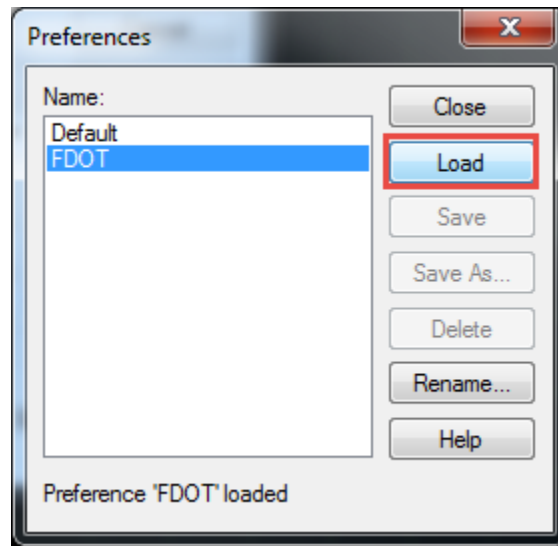 Preferences
Name:
Default
FDOT
Close
Load
Save
Save As...
Delete
Rename...
Help
Preference 'FDOT' loaded